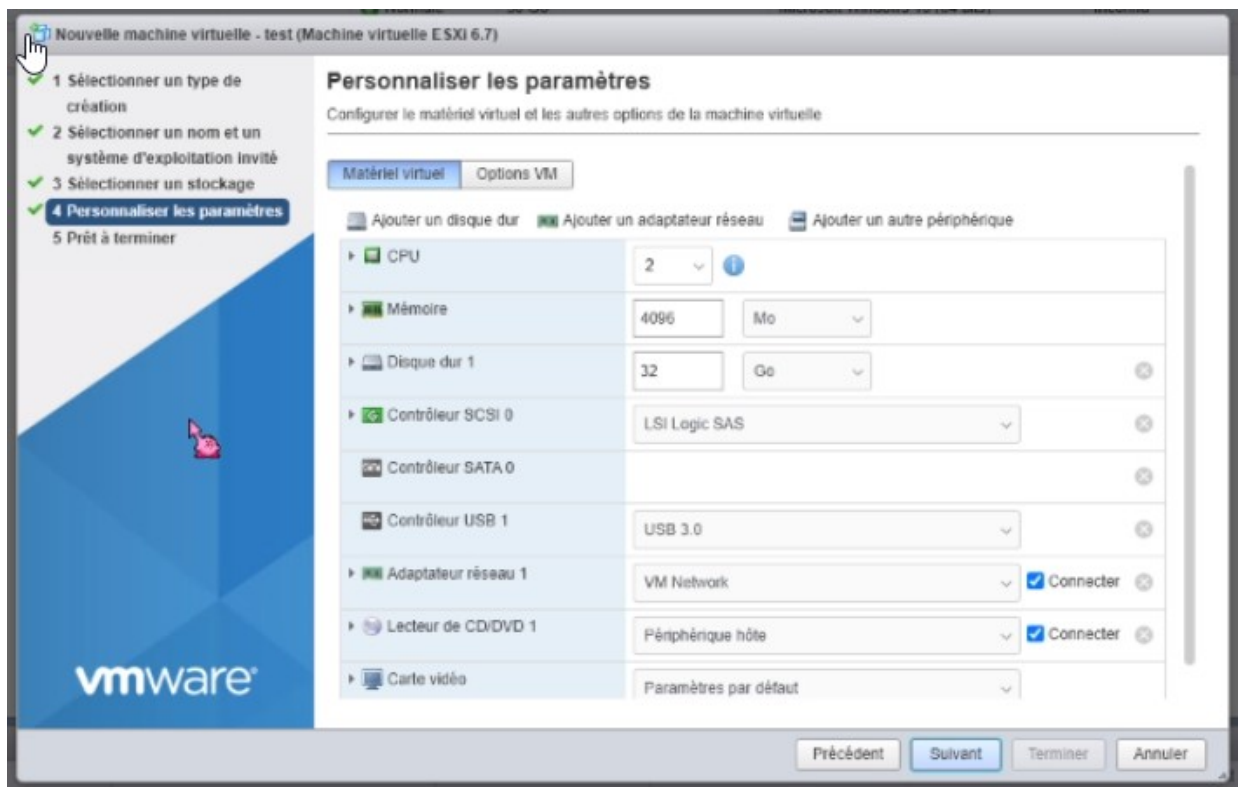 Nouvelle machine virtuelle - test (Machine virtuelle ESXi 6.7)
1 Sélectionner un type de
création
2 Sélectionner un nom et un
système d'exploitation invité
3 Sélectionner un stockage
4 Personnaliser les paramètres
5 Prêt à terminer
vmware
Personnaliser les paramètres
Configurer le matériel virtuel et les autres options de la machine virtuelle
Matériel virtuel Options VM
Ajouter un disque dur Ajouter un adaptateur réseau Ajouter un autre périphérique
CPU 2
Mémoire 4096 Mo
Disque dur 1 32 Go
Contrôleur SCSI 0 LSI Logic SAS
Contrôleur SATA 0
Contrôleur USB 1 USB 3.0
Adaptateur réseau 1 VM Network Connecter
Lecteur de CD/DVD 1 Périphérique hôte Connecter
Carte vidéo Paramètres par défaut
Précédent Suivant Terminer Annuler